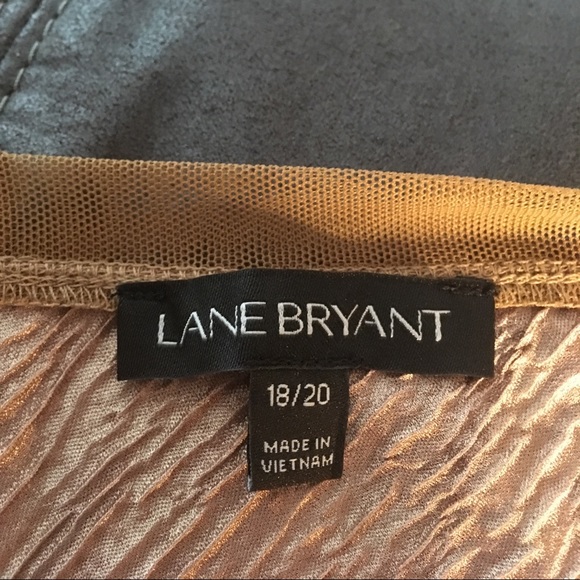 LANE BRYANT
18/20
MADE IN
VIETNAM